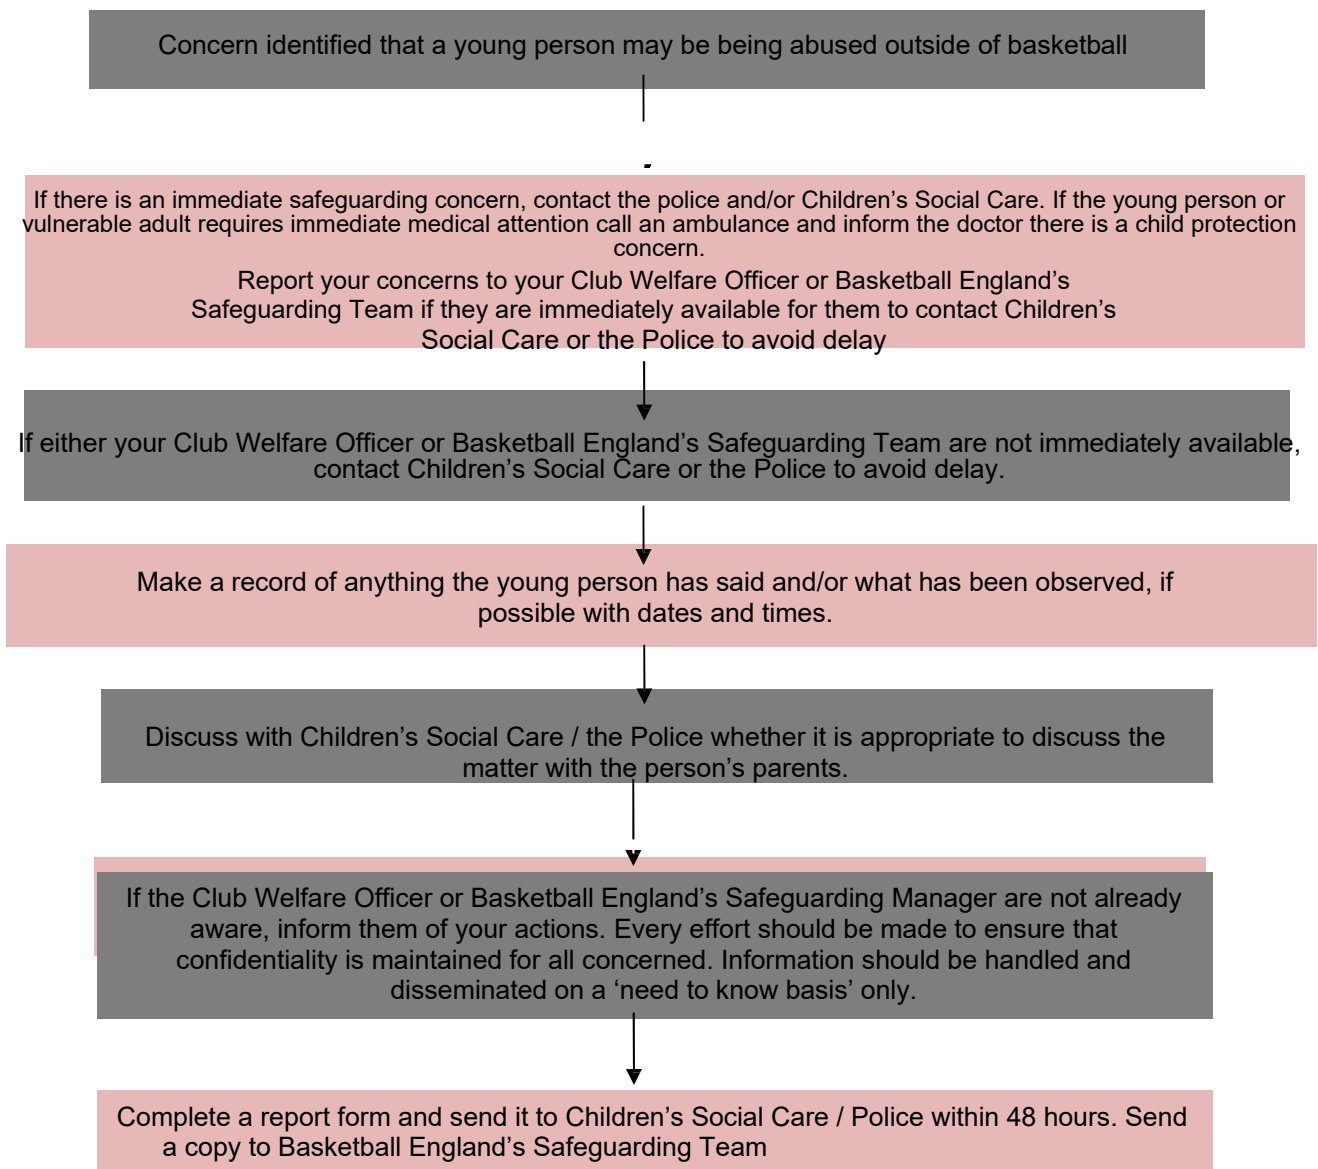 Concern identified that a young person may be being abused outside of basketball
If there is an immediate safeguarding concern, contact the police and/or Children’s Social Care. If the young person or
vulnerable adult requires immediate medical attention call an ambulance and inform the doctor there is a child protection
concern.
Report your concerns to your Club Welfare Officer or Basketball England’s
Safeguarding Team if they are immediately available for them to contact Children’s
Social Care or the Police to avoid delay
If either your Club Welfare Officer or Basketball England’s Safeguarding Team are not immediately available,
contact Children’s Social Care or the Police to avoid delay.
Make a record of anything the young person has said and/or what has been observed, if
possible with dates and times.
Discuss with Children’s Social Care / the Police whether it is appropriate to discuss the
matter with the person’s parents.
If the Club Welfare Officer or Basketball England’s Safeguarding Manager are not already
aware, inform them of your actions. Every effort should be made to ensure that
confidentiality is maintained for all concerned. Information should be handled and
disseminated on a ‘need to know basis’ only.
Complete a report form and send it to Children’s Social Care / Police within 48 hours. Send
a copy to Basketball England’s Safeguarding Team